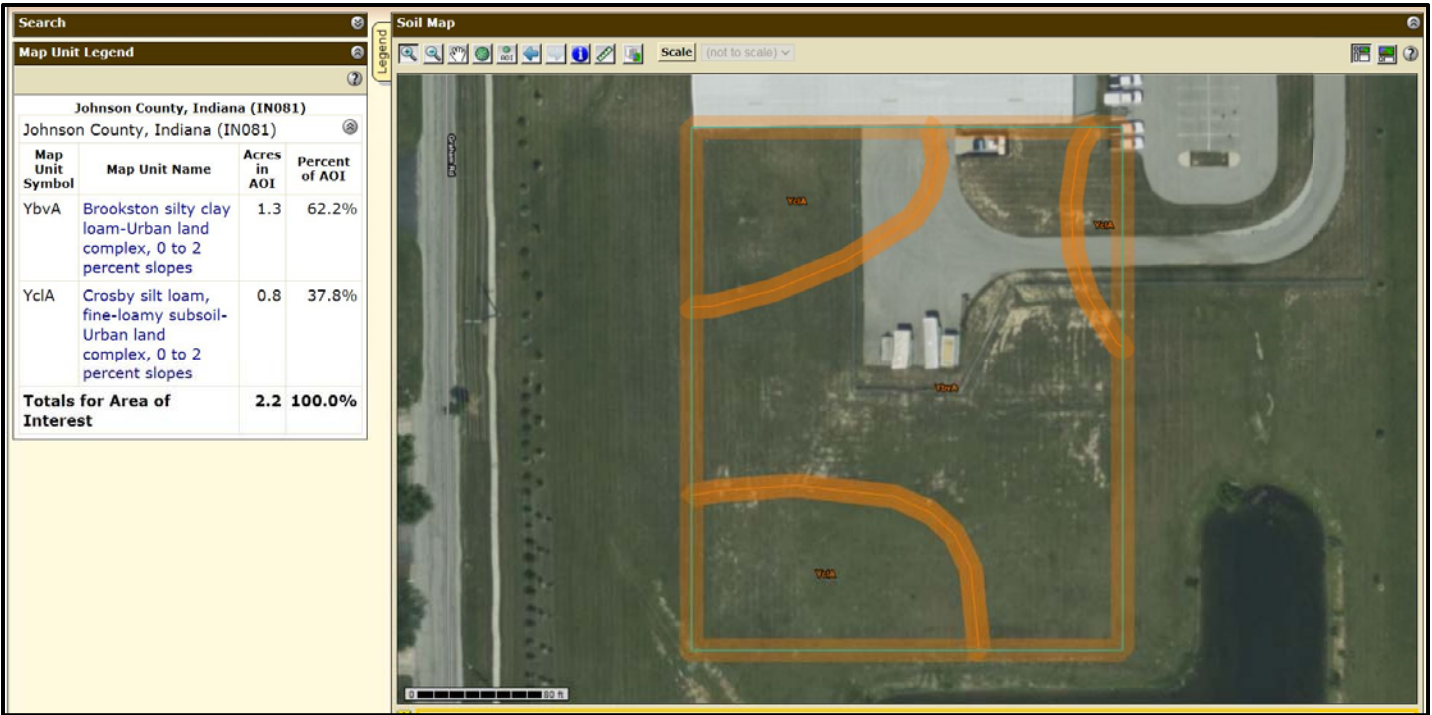 Search
Map Unit Legend
Johnson County, Indiana (IN081)
Johnson County, Indiana (IN081)
Map Unit Symbol
Map Unit Name
Acres in AOI
Percent of AOI
YbvA
Brookston silty clay
loam-Urban land
complex, 0 to 2
percent slopes
1.3
62.2%
YclA
Crosby silt loam,
fine-loamy subsoil-
Urban land
complex, 0 to 2
percent slopes
0.8
37.8%
Totals for Area of
Interest
2.2
100.0%
Legend
Soil Map
AOI
Scale
(not to scale)
Graham Rd
YclA
YclA
YbvA
YclA
0
80 ft